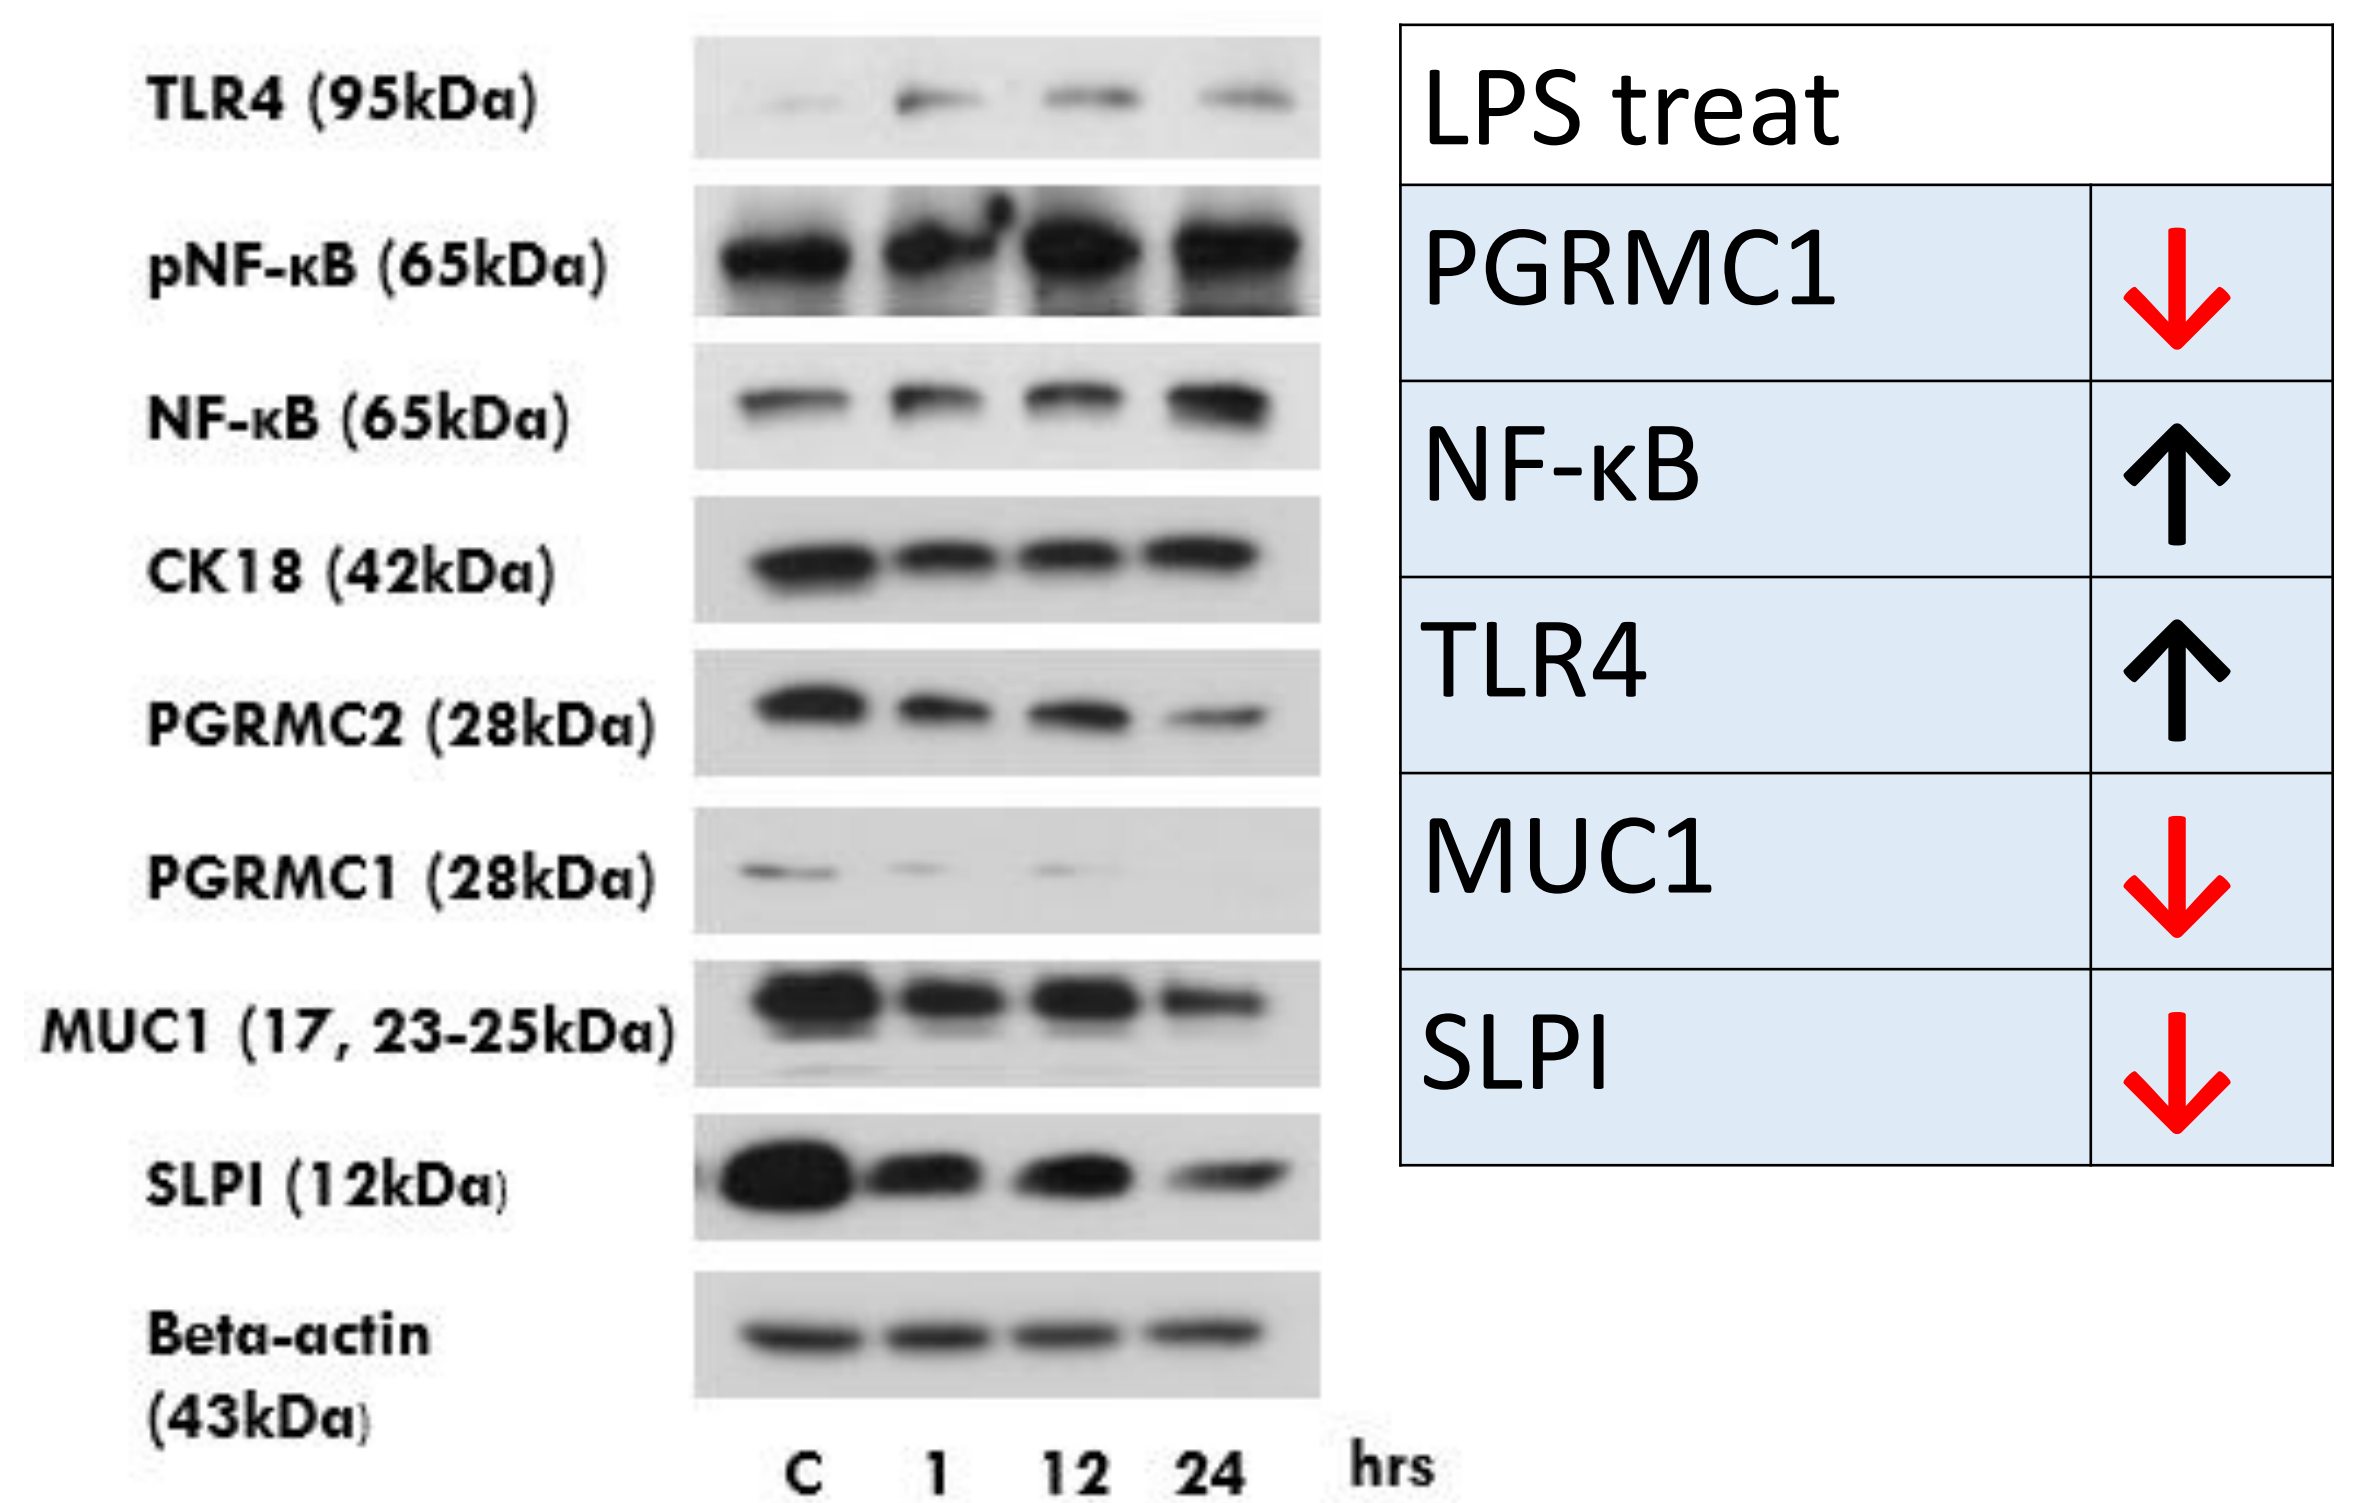 TLR4 (95kDa)
pNF-κB (65kDa)
NF-κB (65kDa)
CK18 (42kDa)
PGRMC2 (28kDa)
PGRMC1 (28kDa)
MUC1 (17, 23-25kDa)
SLPI (12kDa)
Beta-actin
(43kDa)
C 1 12 24 hrs
LPS treat
PGRMC1 ↓
NF-κB ↑
TLR4 ↑
MUC1 ↓
SLPI ↓